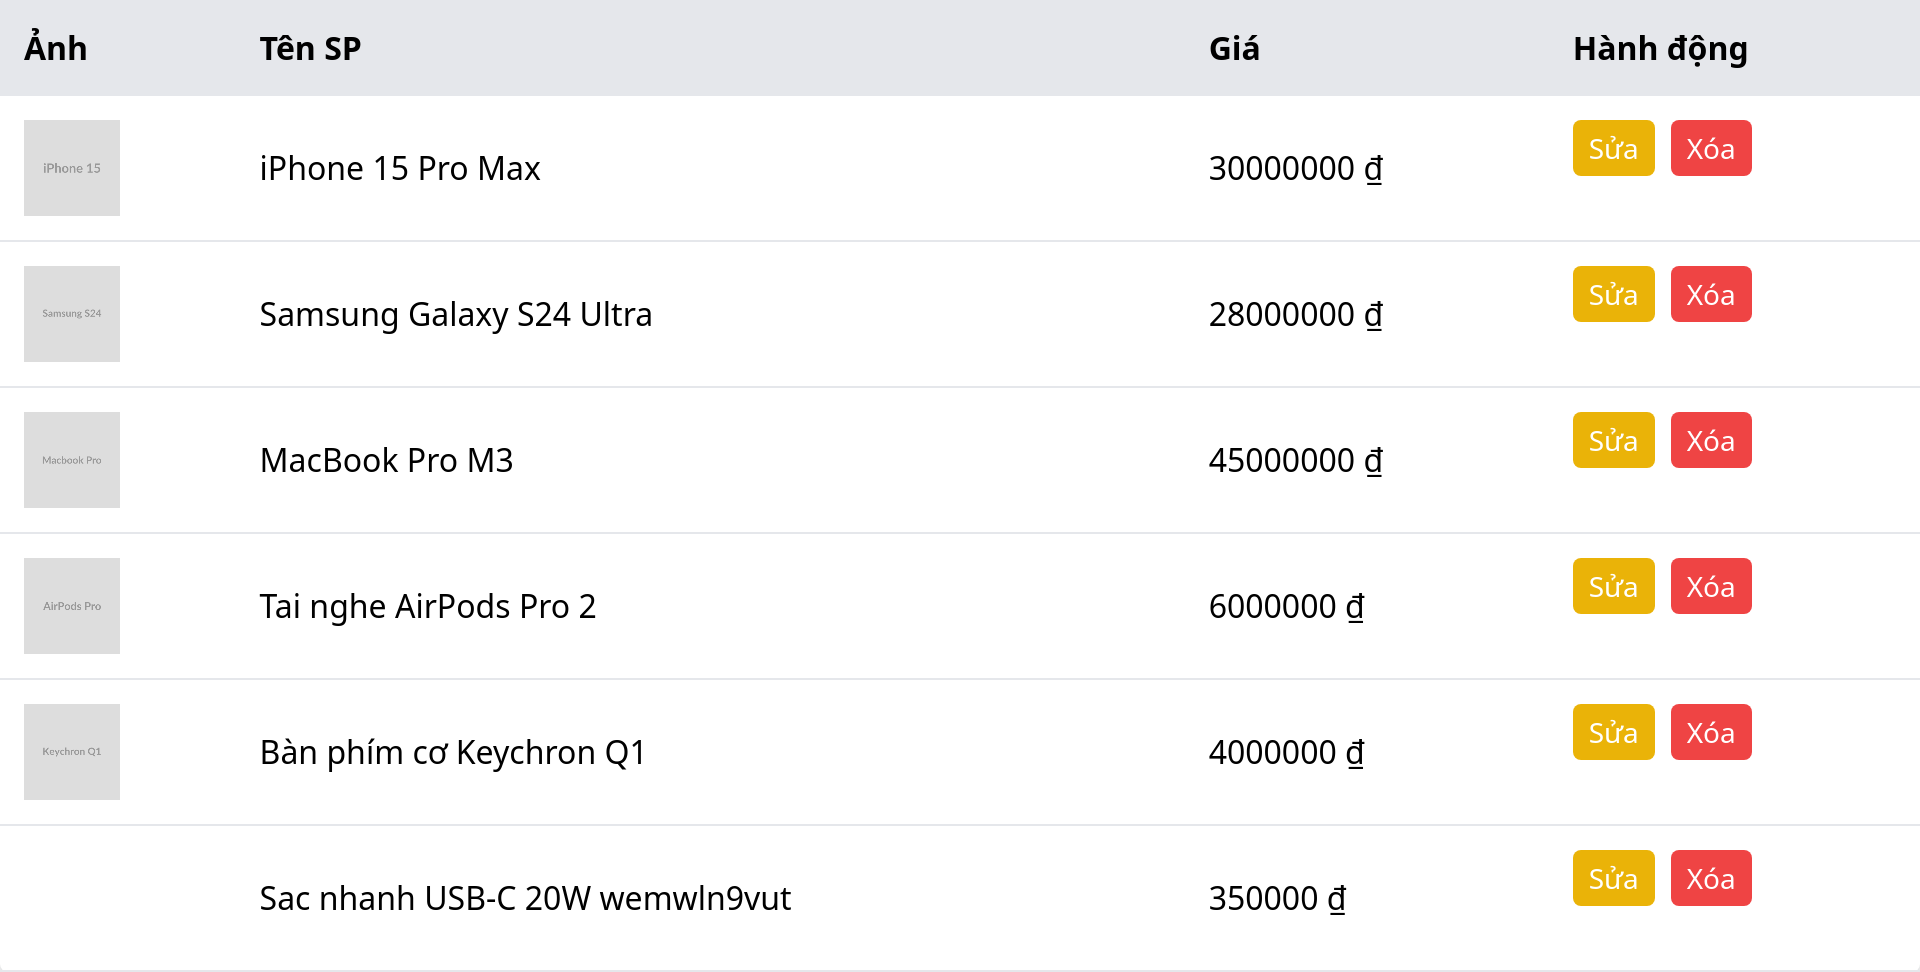 Ảnh Tên SP Giá Hành động
iPhone 15 iPhone 15 Pro Max 30000000 ₫ Sửa Xóa
Samsung S24 Samsung Galaxy S24 Ultra 28000000 ₫ Sửa Xóa
Macbook Pro MacBook Pro M3 45000000 ₫ Sửa Xóa
AirPods Pro Tai nghe AirPods Pro 2 6000000 ₫ Sửa Xóa
Keychron Q1 Bàn phím cơ Keychron Q1 4000000 ₫ Sửa Xóa
Sac nhanh USB-C 20W wemwln9vut 350000 ₫ Sửa Xóa